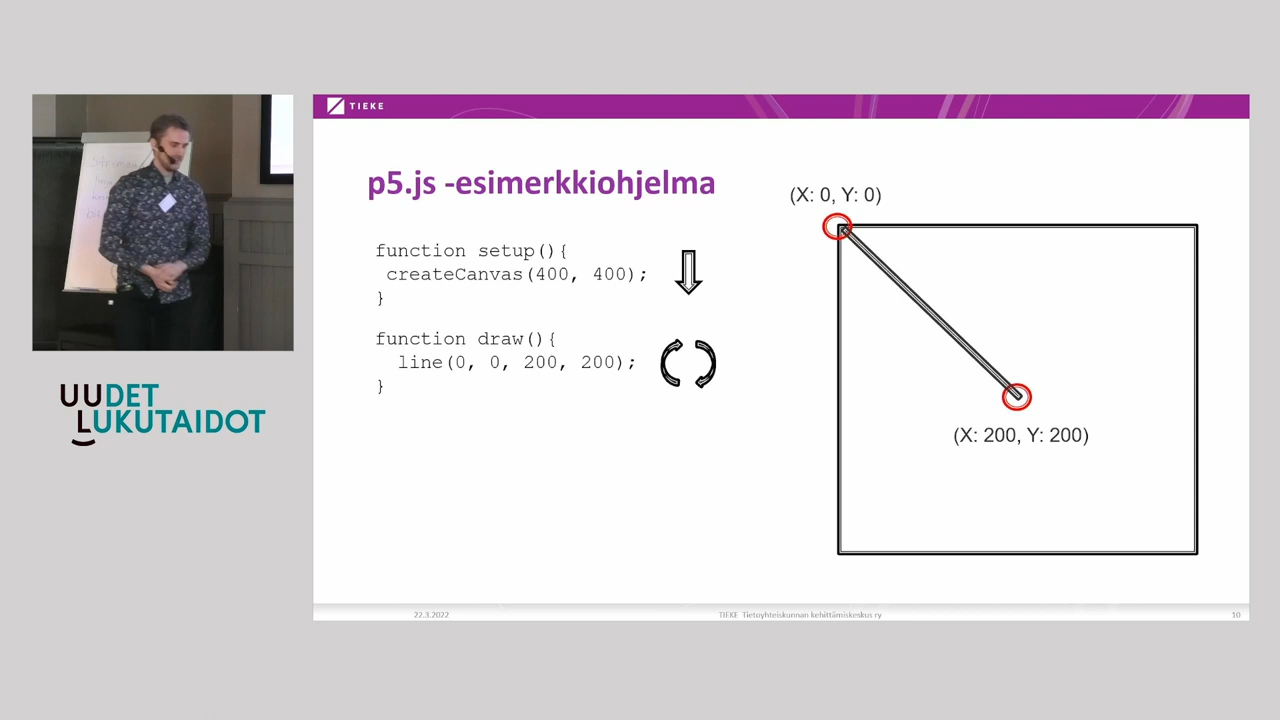 TIEKE
p5.js -esimerkkiohjelma
(X: 0, Y: 0)
function setup(){
createCanvas(400, 400);
}
function draw(){
line(0, 0, 200, 200);
}
(X: 200, Y: 200)
UUDET
LUKUTAIDOT
22.3.2022
TIEKE Tietoyhteiskunnan kehittämiskeskus ry
10